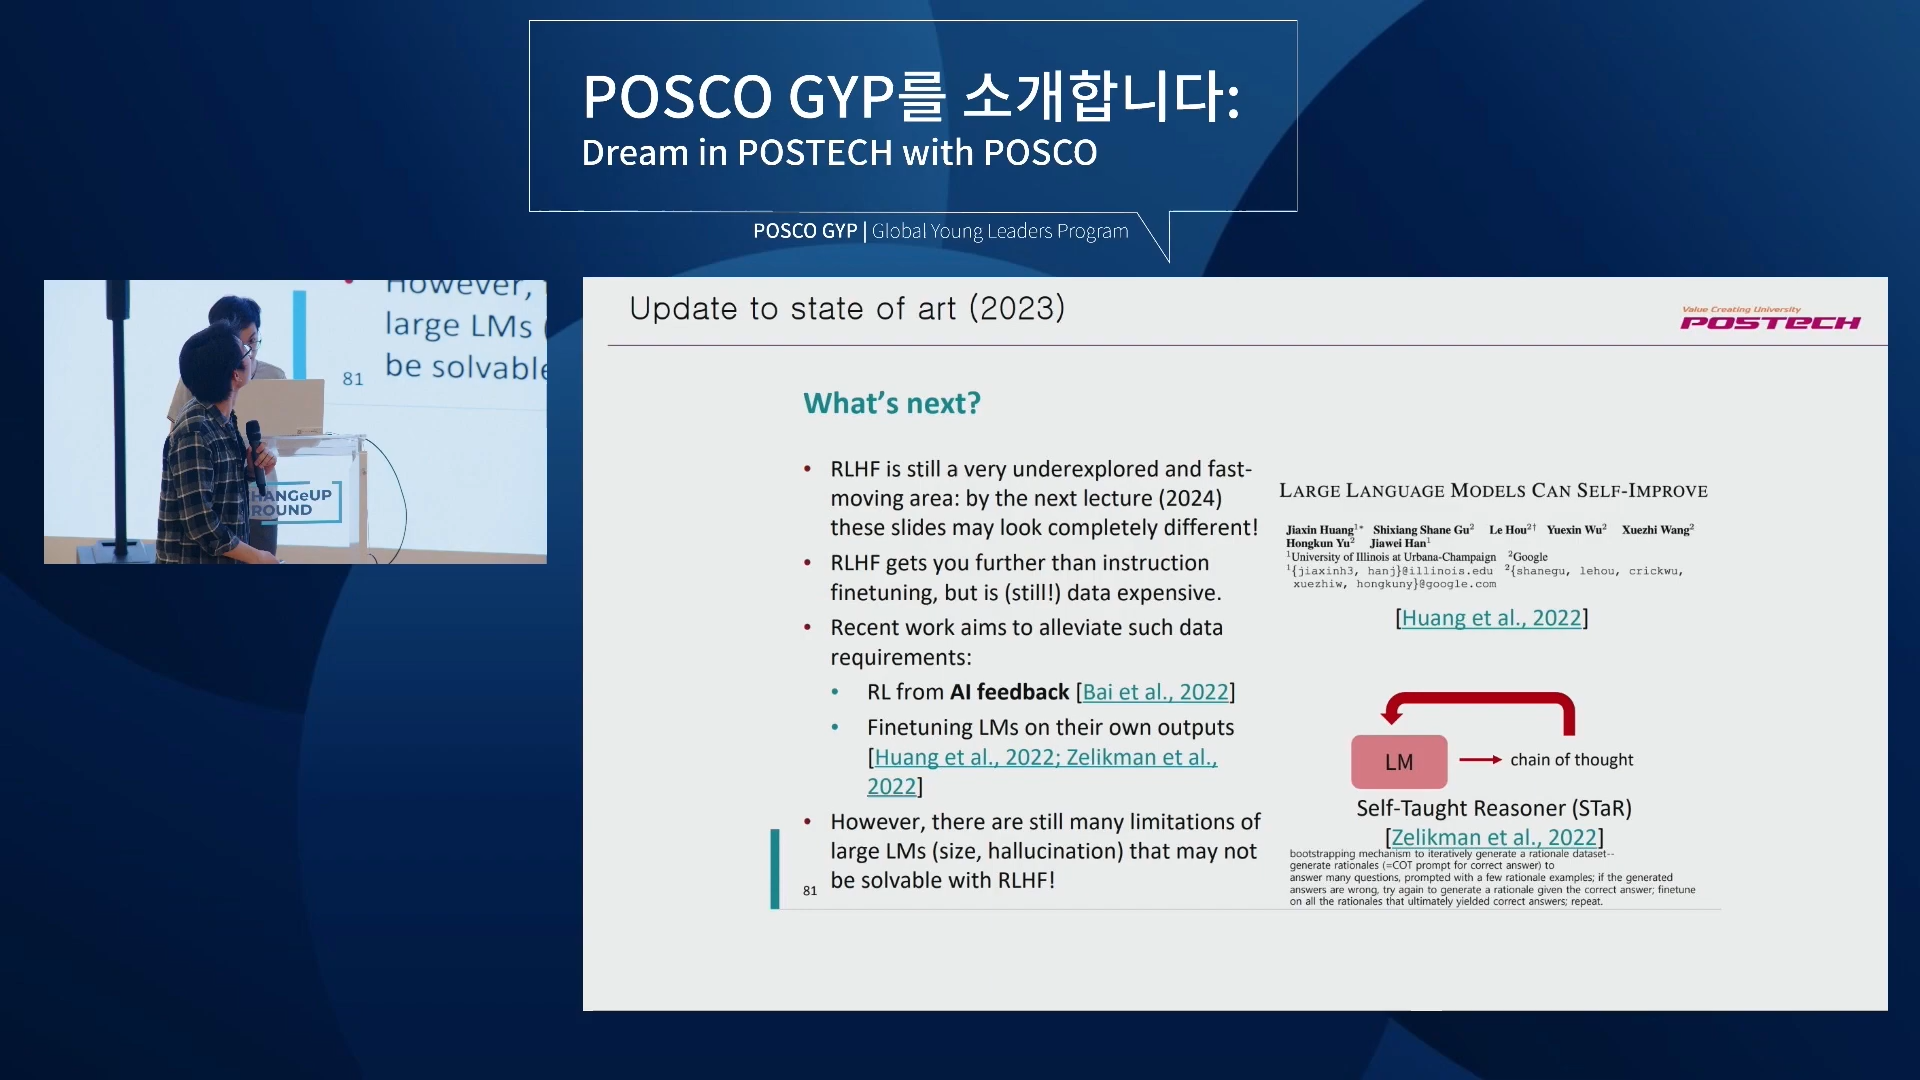 POSCO GYP를 소개합니다:
Dream in POSTECH with POSCO
POSCO GYP | Global Young Leaders Program
However,
large LMs
be solvable
81
HANGeUP
ROUND
Update to state of art (2023)
Value Creating University
POSTECH
What's next?
• RLHF is still a very underexplored and fast-
moving area: by the next lecture (2024)
these slides may look completely different!
• RLHF gets you further than instruction
finetuning, but is (still!) data expensive.
• Recent work aims to alleviate such data
requirements:
• RL from AI feedback [Bai et al., 2022]
• Finetuning LMs on their own outputs
[Huang et al., 2022; Zelikman et al.,
2022]
• However, there are still many limitations of
large LMs (size, hallucination) that may not
be solvable with RLHF!
81
LARGE LANGUAGE MODELS CAN SELF-IMPROVE
Jiaxin Huang1* Shixiang Shane Gu2 Le Hou2† Yuexin Wu2 Xuezhi Wang2
Hongkun Yu2 Jiawei Han1
1University of Illinois at Urbana-Champaign 2Google
1{jiaxinh3, hanj}@illinois.edu 2{shanegu, lehou, crickwu,
xuezhiw, hongkuny}@google.com
[Huang et al., 2022]
LM
chain of thought
Self-Taught Reasoner (STaR)
[Zelikman et al., 2022]
bootstrapping mechanism to iteratively generate a rationale dataset--
generate rationales (=COT prompt for correct answer) to
answer many questions, prompted with a few rationale examples; if the generated
answers are wrong, try again to generate a rationale given the correct answer; finetune
on all the rationales that ultimately yielded correct answers; repeat.